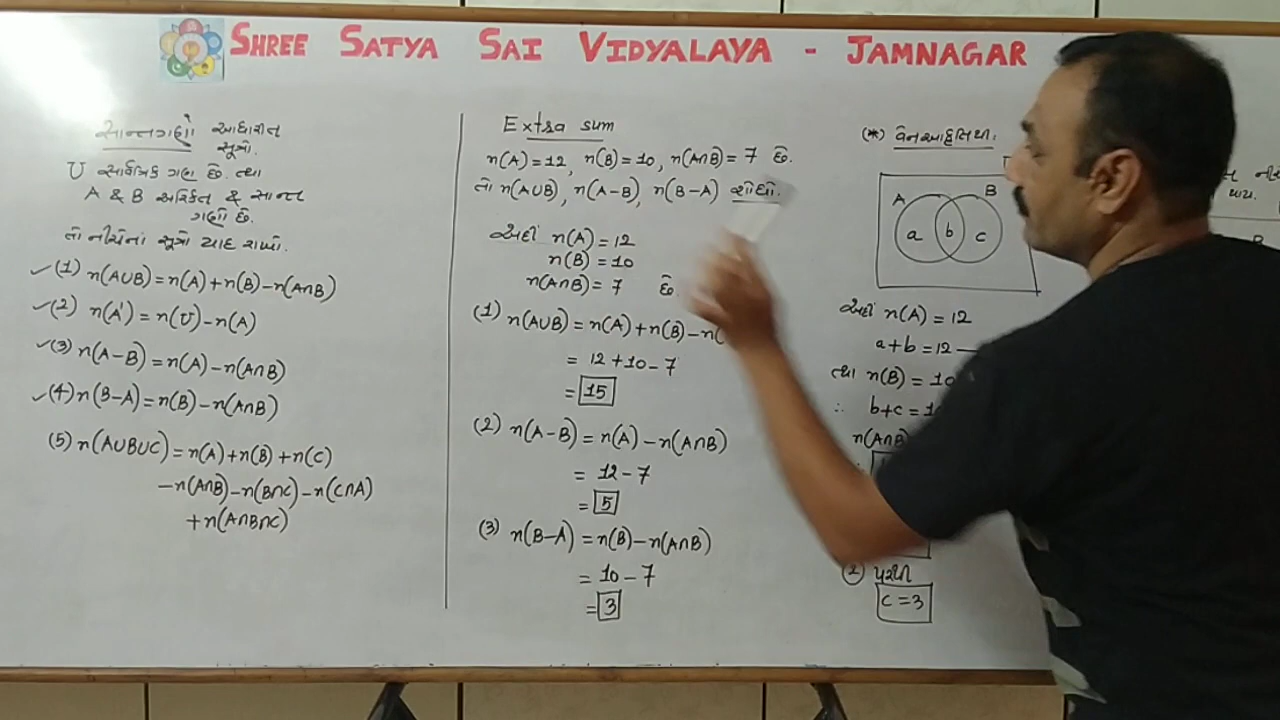 SHREE SATYA SAI VIDYALAYA - JAMNAGAR
સાન્તગણો આધારીત
સૂત્રો.
U સાર્વત્રિક ગણ છે. તથા
A & B અરિક્ત & સાન્ત
ગણો છે.
તો નીચેનાં સૂત્રો યાદ રાખો.
(1) n(A∪B) = n(A)+n(B)-n(A∩B)
(2) n(A') = n(U)-n(A)
(3) n(A-B) = n(A)-n(A∩B)
(4) n(B-A) = n(B)-n(A∩B)
(5) n(A∪B∪C) = n(A)+n(B)+n(C)
-n(A∩B)-n(B∩C)-n(C∩A)
+n(A∩B∩C)
Extra sum
n(A)=12, n(B)=10, n(A∩B)=7 છે.
તો n(A∪B), n(A-B), n(B-A) શોધો.
અહીં n(A)=12
n(B)=10
n(A∩B)=7 છે.
(1) n(A∪B) = n(A)+n(B)-n(
= 12+10-7
= 15
(2) n(A-B) = n(A)-n(A∩B)
= 12-7
= 5
(3) n(B-A) = n(B)-n(A∩B)
= 10-7
= 3
(*) વેનઆકૃતિથી:
A B
a b c
અહીં n(A)=12
a+b=12
તથા n(B)=10
∴ b+c=10
n(A∩B)
② પરથી
c=3